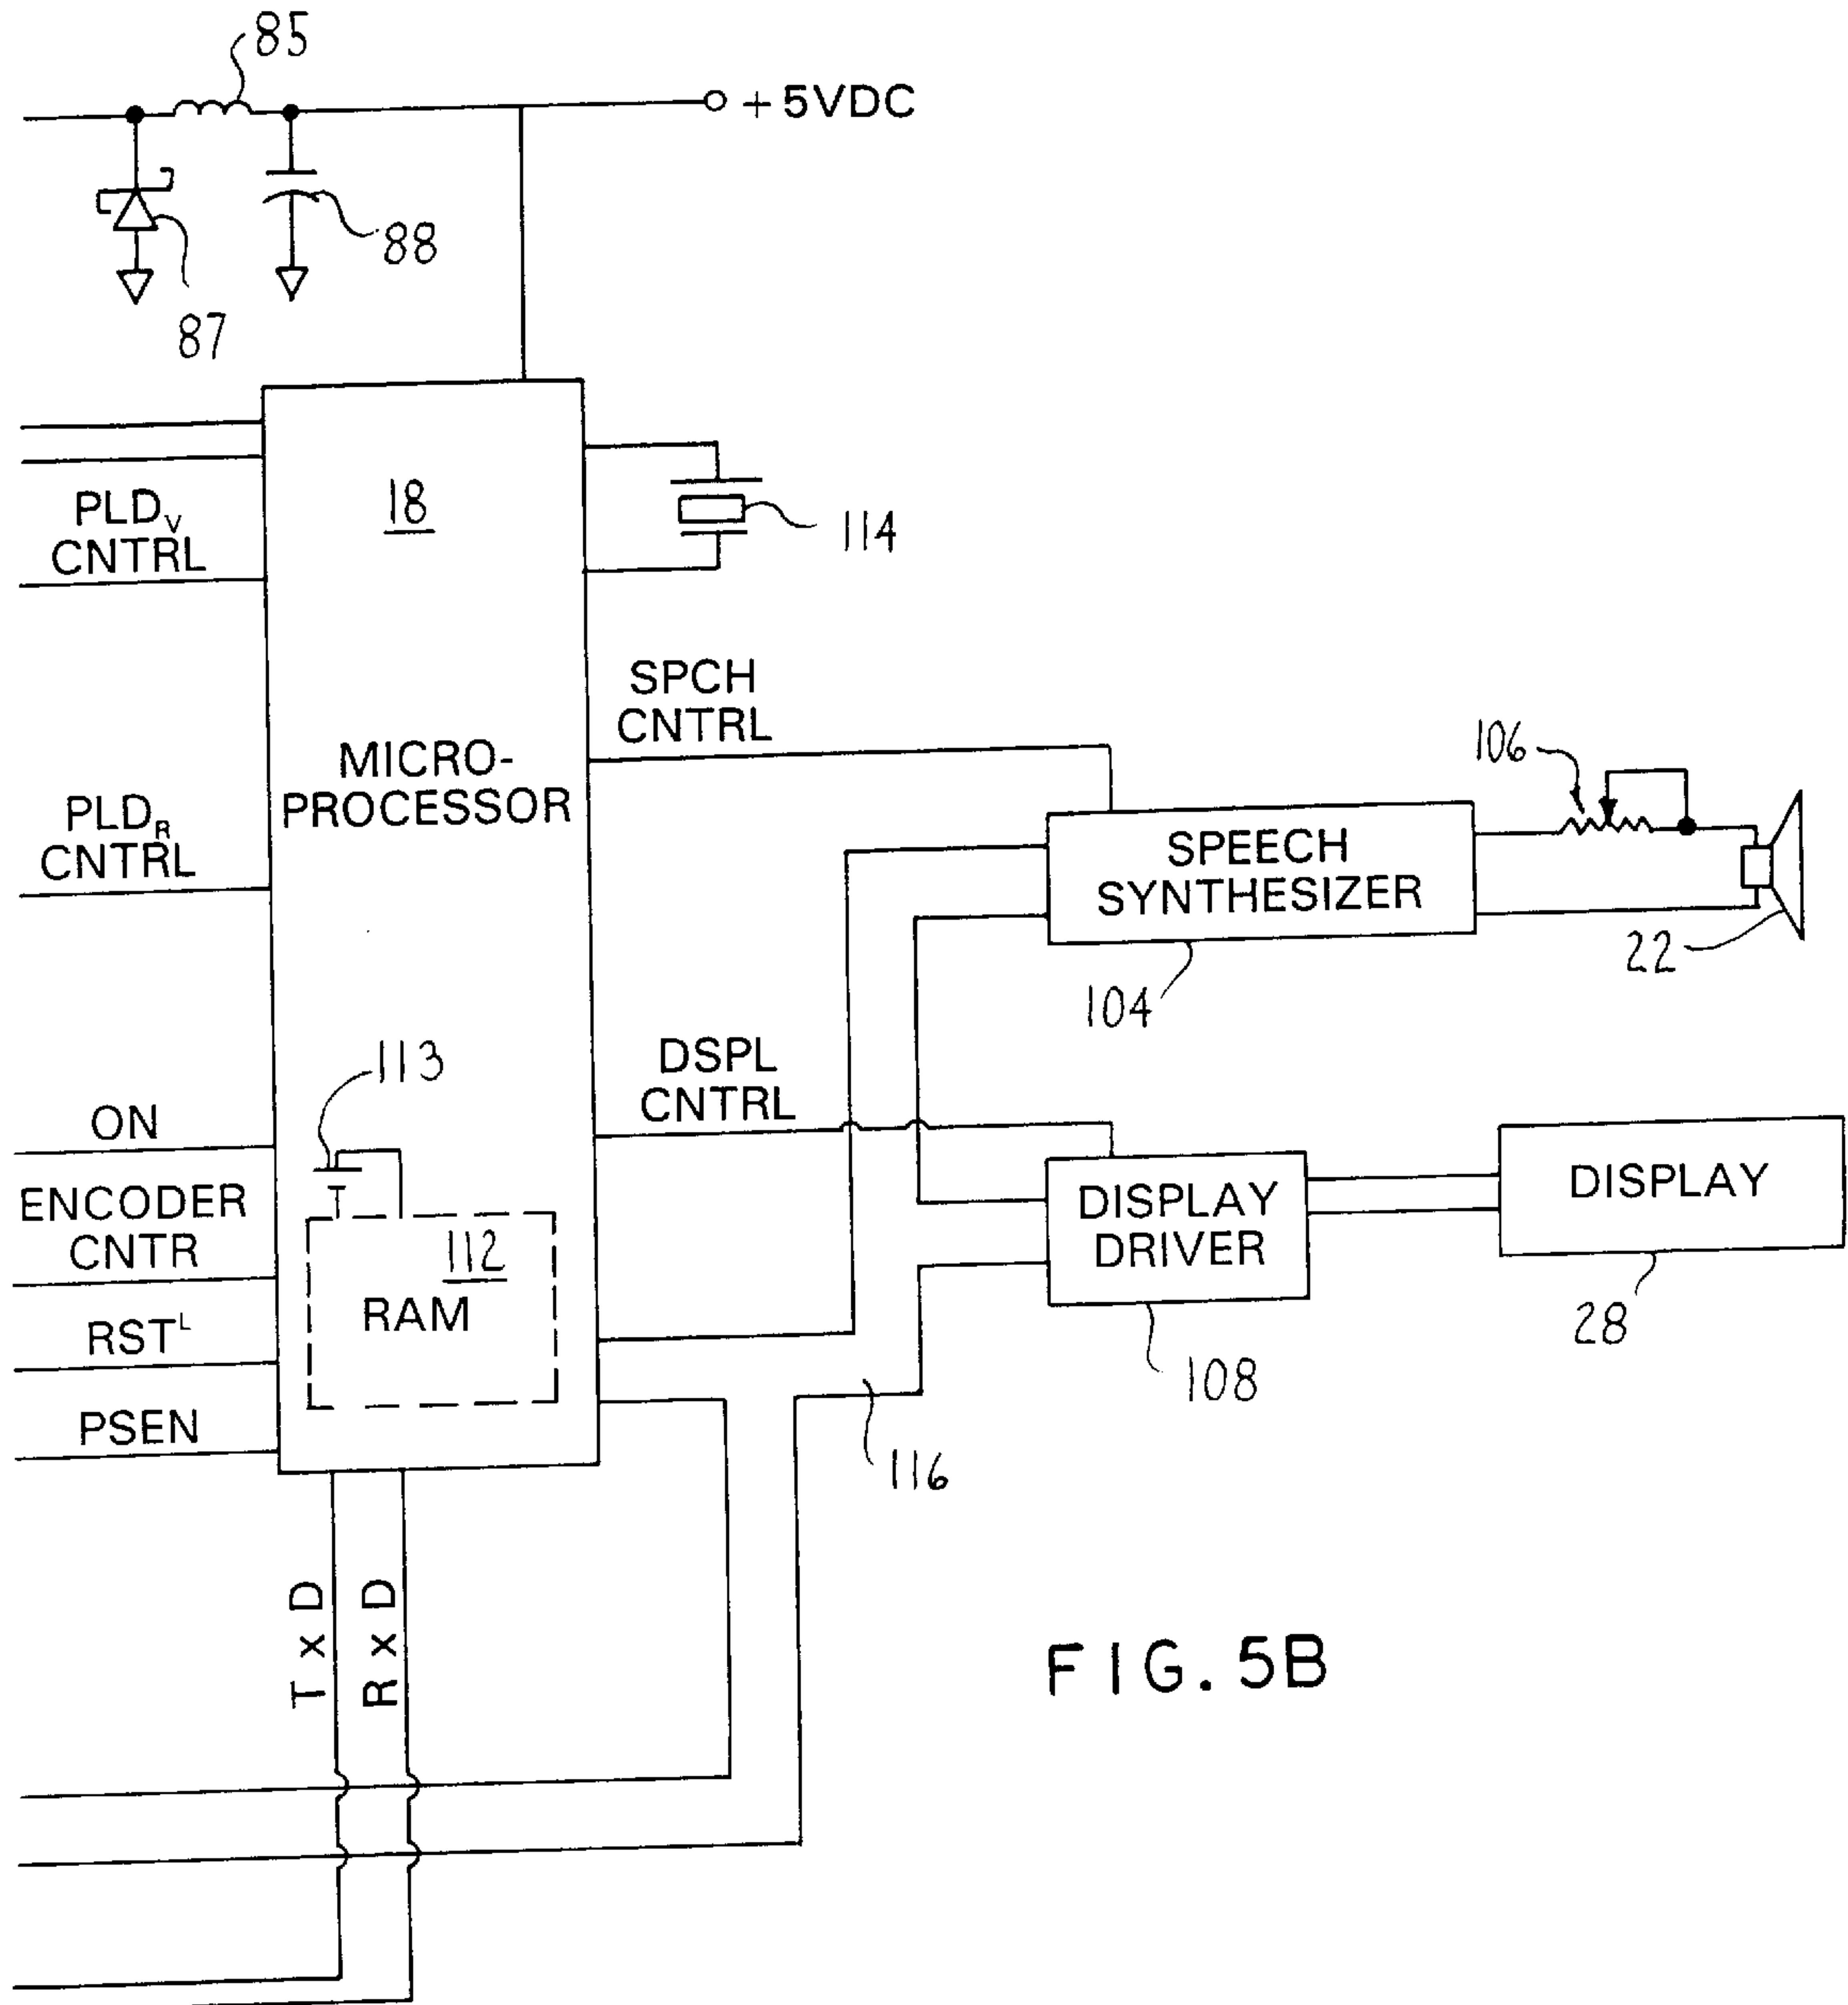 85
+5VDC
88
87
18
PLDV
CNTRL
114
SPCH
CNTRL
MICRO-
PROCESSOR
106
PLDR
CNTRL
SPEECH
SYNTHESIZER
22
104
113
DSPL
CNTRL
ON
DISPLAY
ENCODER
CNTR
DISPLAY
DRIVER
112
RAM
28
RSTL
108
PSEN
116
TxD
RxD
FIG. 5B